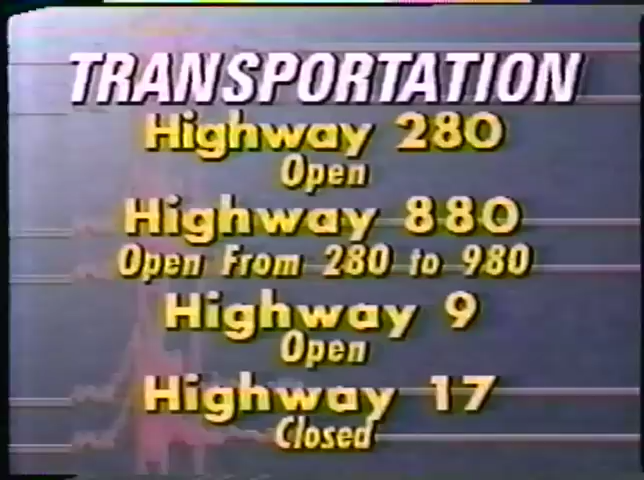 TRANSPORTATION
Highway 280
Open
Highway 880
Open From 280 to 980
Highway 9
Open
Highway 17
Closed